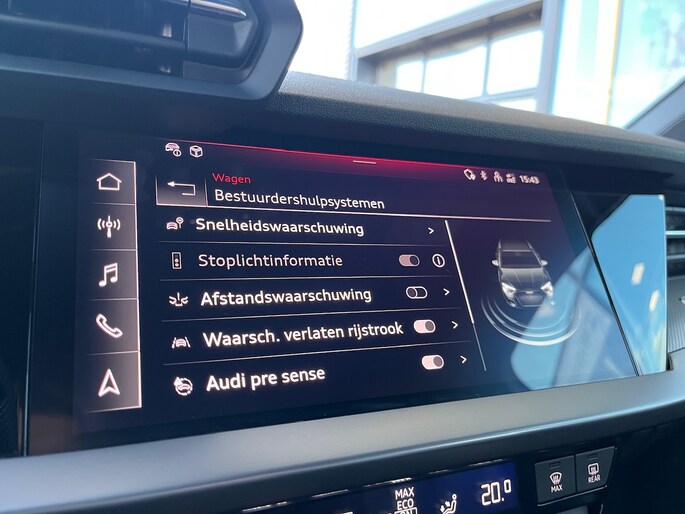 15:43
Wagen
Bestuurdershulpsystemen
Snelheidswaarschuwing
Stoplichtinformatie
Afstandswaarschuwing
Waarsch. verlaten rijstrook
Audi pre sense
MAX
ECO
20.0
MAX
REAR